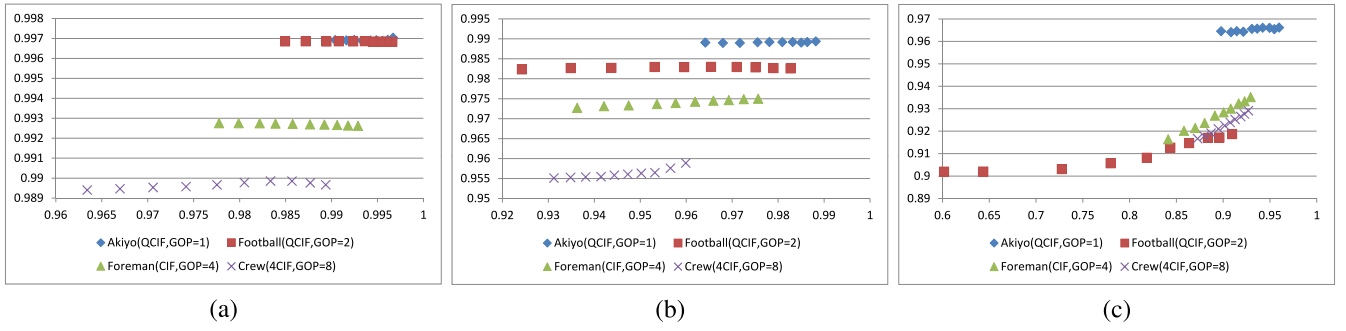 0.998
0.997
0.996
0.995
0.994
0.993
0.992
0.991
0.99
0.989
0.96 0.965 0.97 0.975 0.98 0.985 0.99 0.995 1
Akiyo(QCIF,GOP=1) Football(QCIF,GOP=2)
Foreman(CIF,GOP=4) Crew(4CIF,GOP=8)
(a)
0.995
0.99
0.985
0.98
0.975
0.97
0.965
0.96
0.955
0.95
0.92 0.93 0.94 0.95 0.96 0.97 0.98 0.99 1
Akiyo(QCIF,GOP=1) Football(QCIF,GOP=2)
Foreman(CIF,GOP=4) Crew(4CIF,GOP=8)
(b)
0.97
0.96
0.95
0.94
0.93
0.92
0.91
0.9
0.89
0.6 0.65 0.7 0.75 0.8 0.85 0.9 0.95 1
Akiyo(QCIF,GOP=1) Football(QCIF,GOP=2)
Foreman(CIF,GOP=4) Crew(4CIF,GOP=8)
(c)